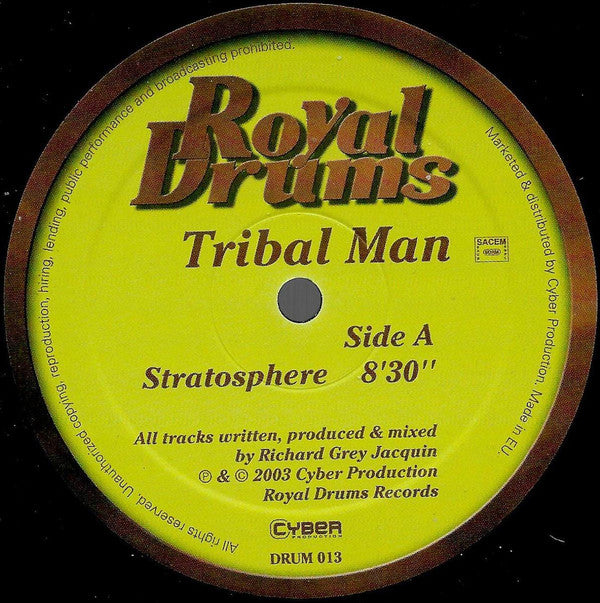 Royal
Drums
Tribal Man
SACEM
Side A
Stratosphere 8'30"
All tracks written, produced & mixed
by Richard Grey Jacquin
℗ & © 2003 Cyber Production
Royal Drums Records
CYBER
PRODUCTION
DRUM 013
All rights reserved. Unauthorized copying, reproduction, hiring, lending, public performance and broadcasting prohibited.
Marketed & distributed by Cyber Production. Made in EU.